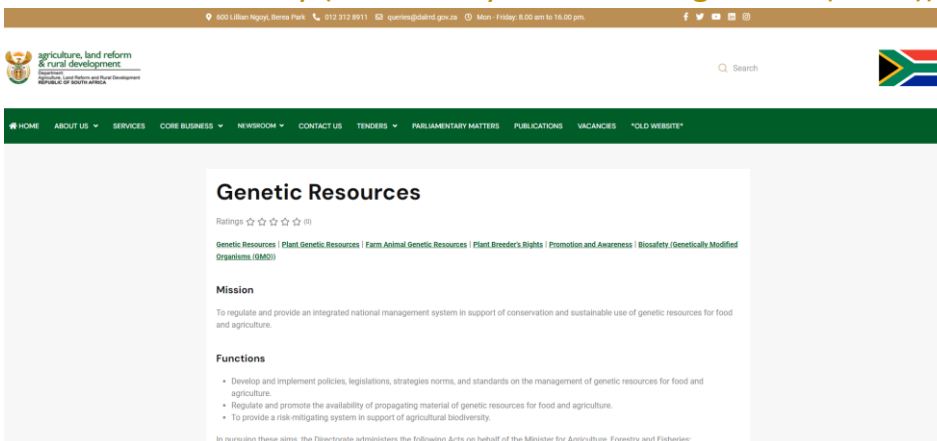 600 Lillian Ngoyi, Berea Park 012 312 8911 queries@dalrrd.gov.za Mon - Friday: 8.00 am to 16.00 pm.
agriculture, land reform
& rural development
Department:
Agriculture, Land Reform and Rural Development
REPUBLIC OF SOUTH AFRICA
Search
HOME ABOUT US SERVICES CORE BUSINESS NEWSROOM CONTACT US TENDERS PARLIAMENTARY MATTERS PUBLICATIONS VACANCIES *OLD WEBSITE*
Genetic Resources
Ratings (0)
Genetic Resources | Plant Genetic Resources | Farm Animal Genetic Resources | Plant Breeder's Rights | Promotion and Awareness | Biosafety (Genetically Modified
Organisms (GMO))
Mission
To regulate and provide an integrated national management system in support of conservation and sustainable use of genetic resources for food
and agriculture.
Functions
• Develop and implement policies, legislations, strategies norms, and standards on the management of genetic resources for food and
agriculture.
• Regulate and promote the availability of propagating material of genetic resources for food and agriculture.
• To provide a risk-mitigating system in support of agricultural biodiversity.
In pursuing these aims, the Directorate administers the following Acts on behalf of the Minister for Agriculture, Forestry and Fisheries: